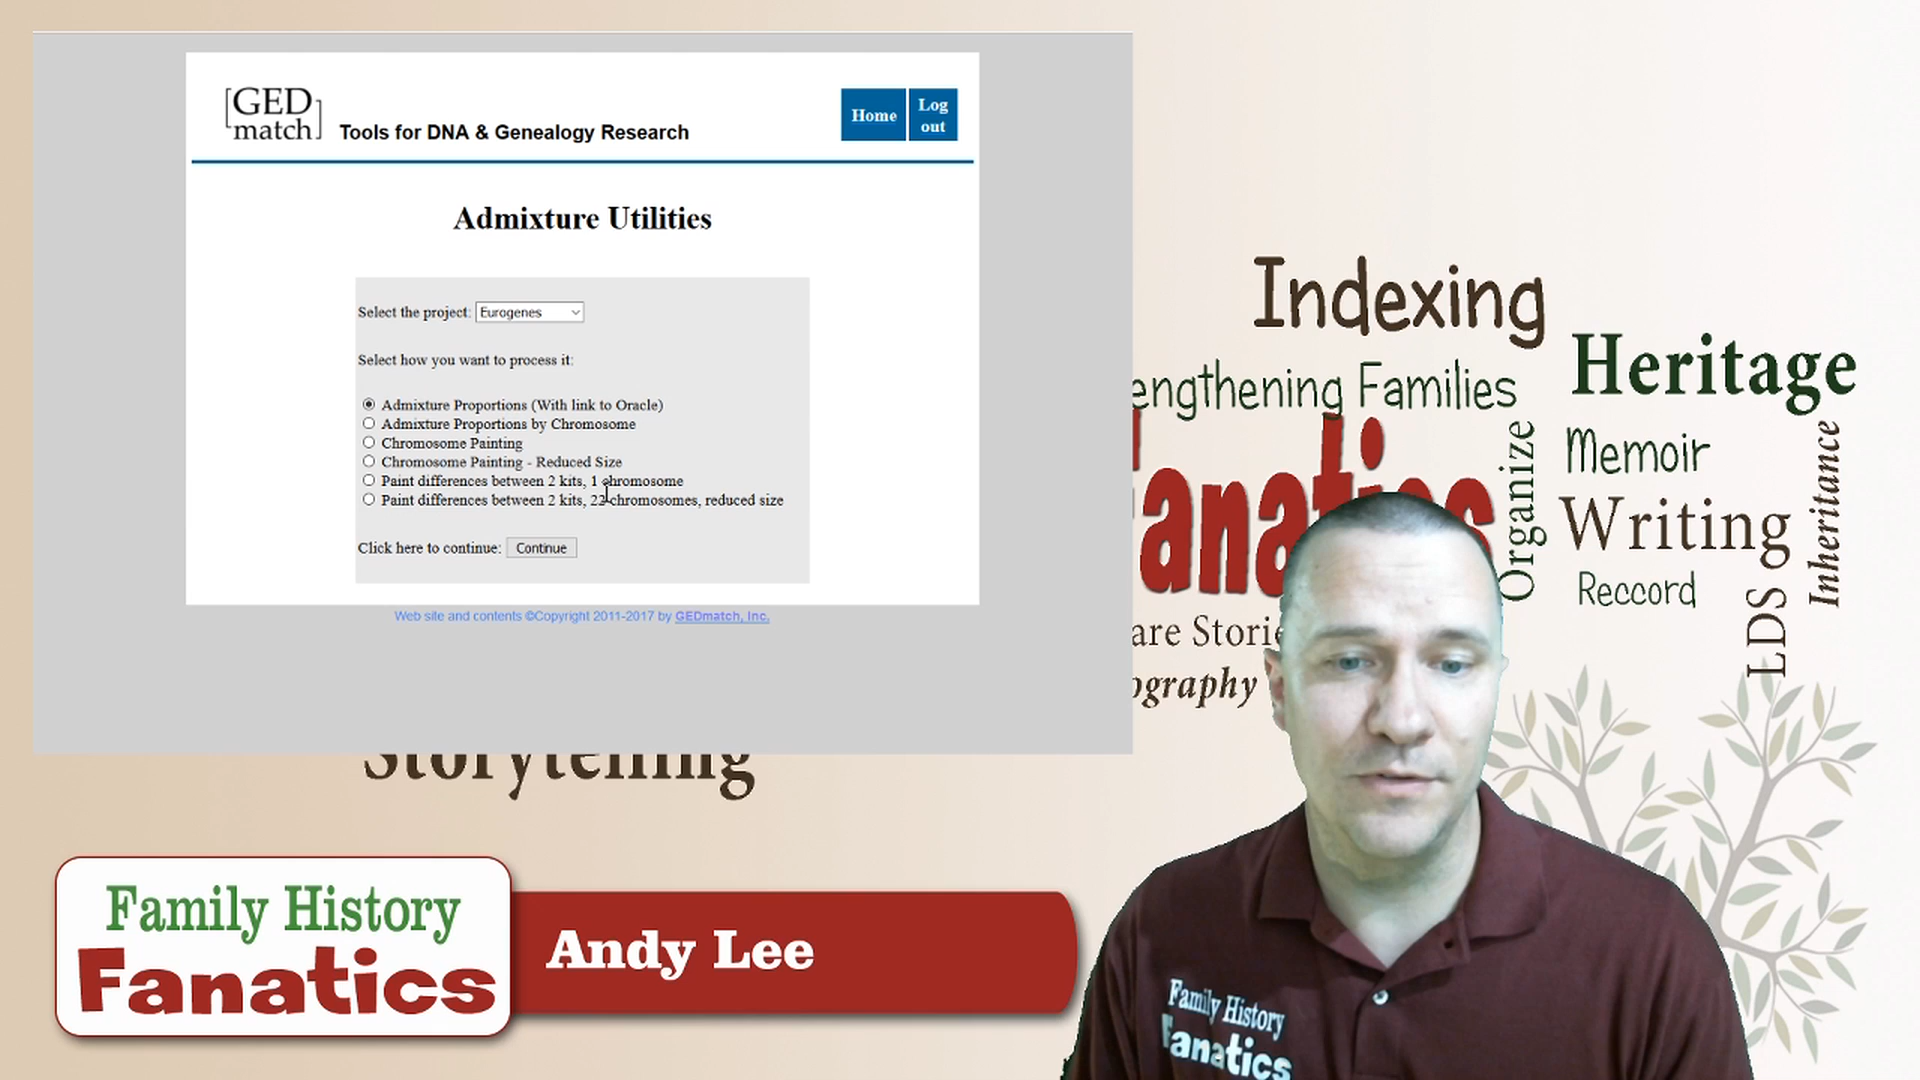 [GED
match]
Tools for DNA & Genealogy Research
Home
Log
out
Admixture Utilities
Select the project: Eurogenes
Select how you want to process it:
Admixture Proportions (With link to Oracle)
Admixture Proportions by Chromosome
Chromosome Painting
Chromosome Painting - Reduced Size
Paint differences between 2 kits, 1 chromosome
Paint differences between 2 kits, 22 chromosomes, reduced size
Click here to continue: Continue
Web site and contents ©Copyright 2011-2017 by GEDmatch, Inc.
Indexing
Heritage
engthening Families
Memoir
Organize
Inheritance
anatics
Writing
Reccord
LDS
are Storie
ography
Storytelling
Family History
Fanatics
Andy Lee
Family History
Fanatics